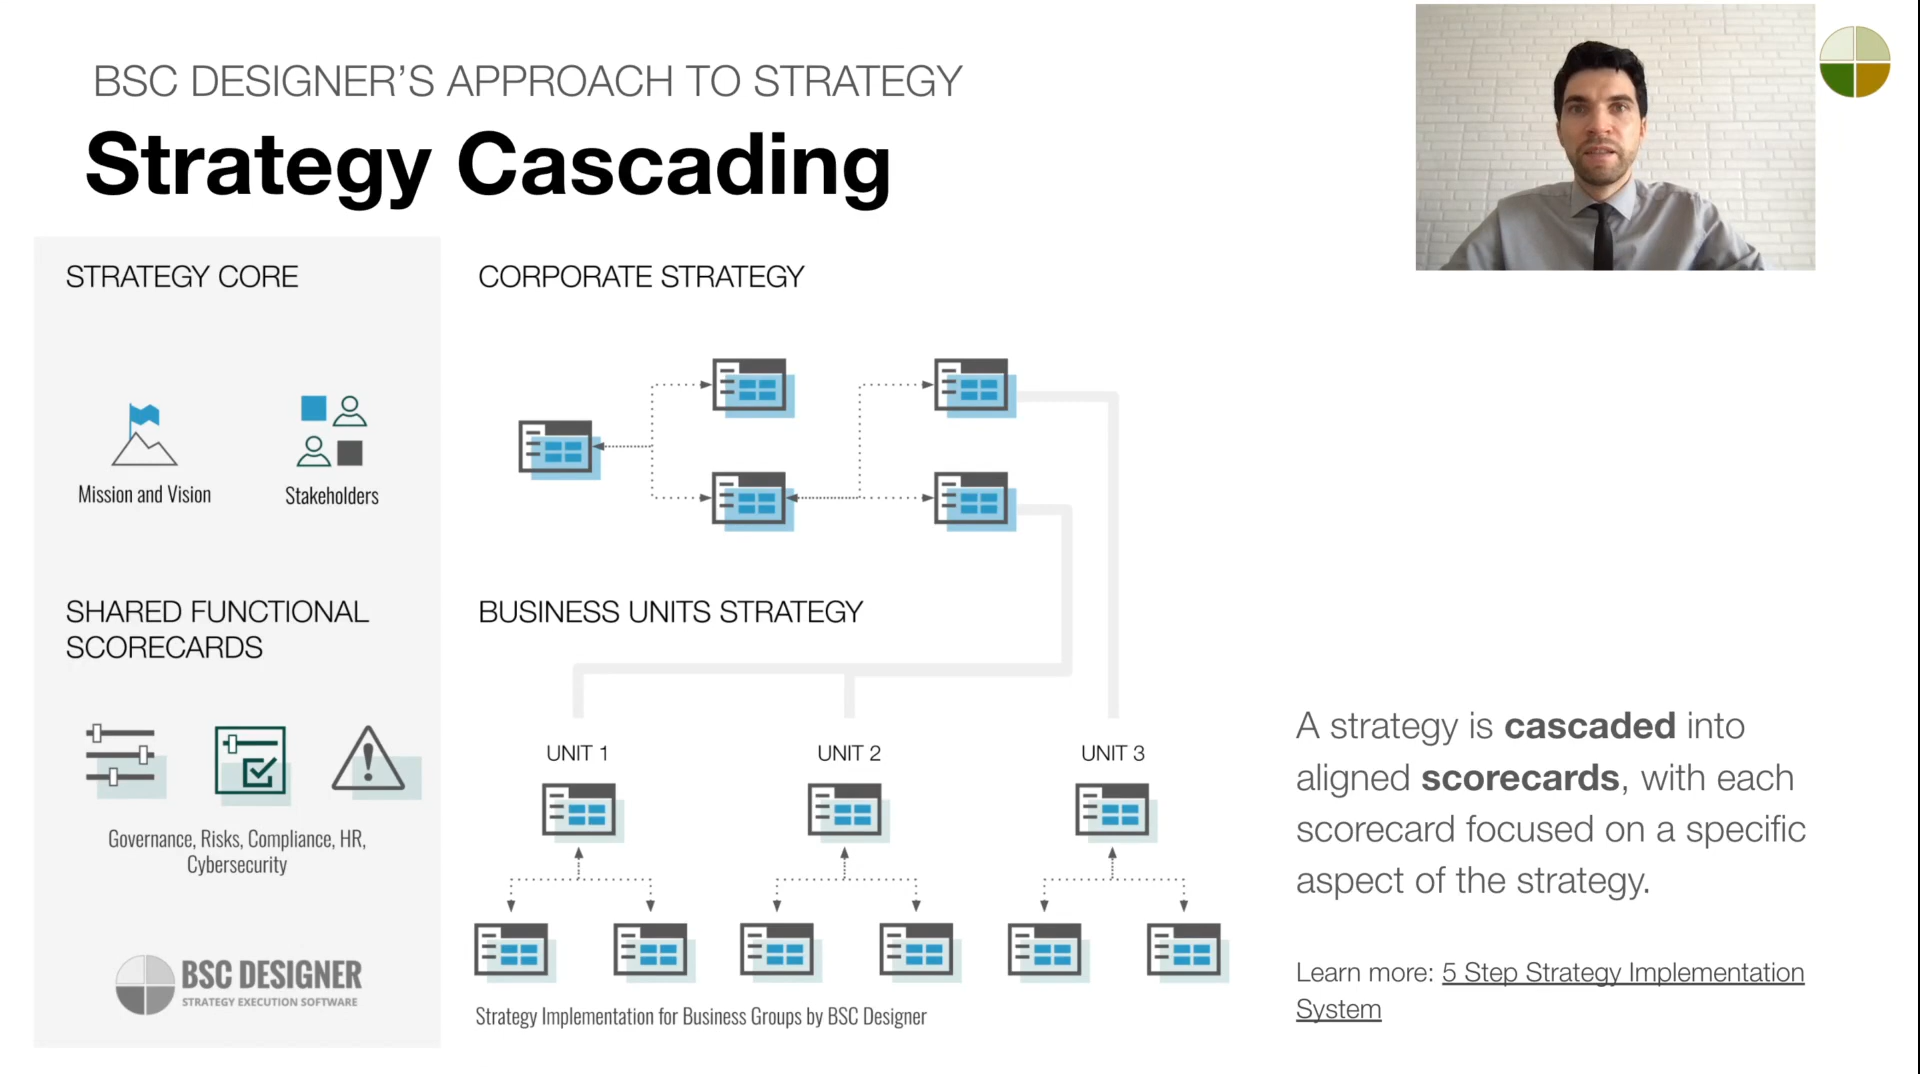 BSC DESIGNER’S APPROACH TO STRATEGY
Strategy Cascading
STRATEGY CORE
Mission and Vision
Stakeholders
SHARED FUNCTIONAL
SCORECARDS
Governance, Risks, Compliance, HR,
Cybersecurity
BSC DESIGNER
STRATEGY EXECUTION SOFTWARE
CORPORATE STRATEGY
BUSINESS UNITS STRATEGY
UNIT 1
UNIT 2
UNIT 3
Strategy Implementation for Business Groups by BSC Designer
A strategy is cascaded into
aligned scorecards, with each
scorecard focused on a specific
aspect of the strategy.
Learn more: 5 Step Strategy Implementation
System